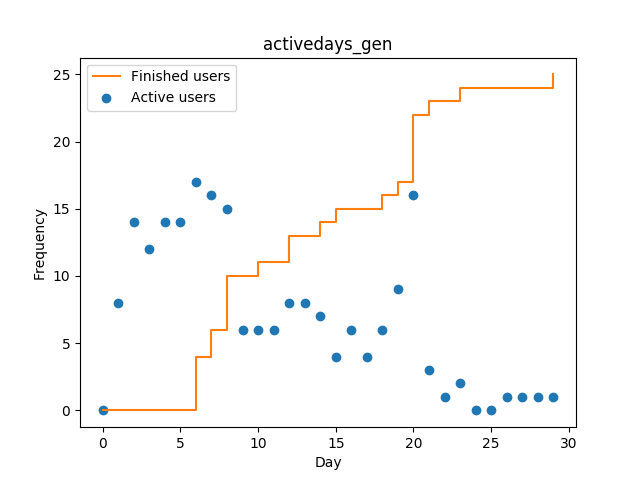 activedays_gen
Finished users
Active users
25
20
15
10
5
0
Frequency
0 5 10 15 20 25 30
Day